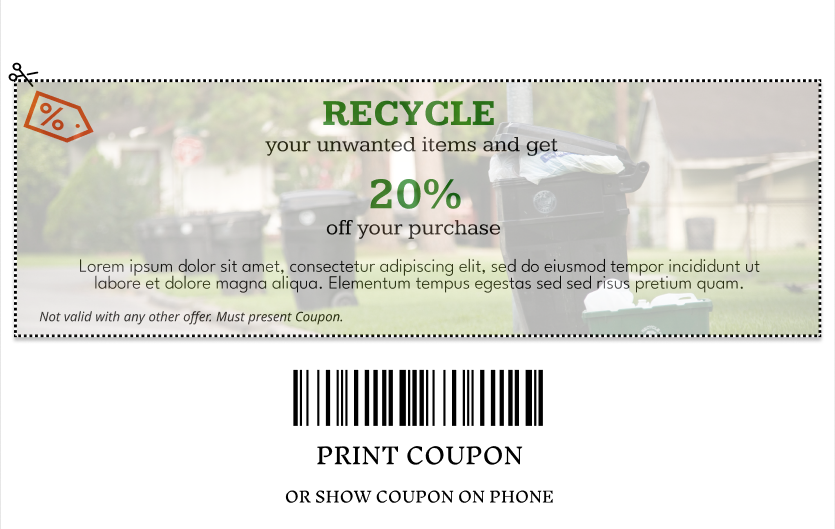 %
RECYCLE
your unwanted items and get
20%
off your purchase
Lorem ipsum dolor sit amet, consectetur adipiscing elit, sed do eiusmod tempor incididunt ut
labore et dolore magna aliqua. Elementum tempus egestas sed sed risus pretium quam.
Not valid with any other offer. Must present Coupon.
PRINT COUPON
OR SHOW COUPON ON PHONE